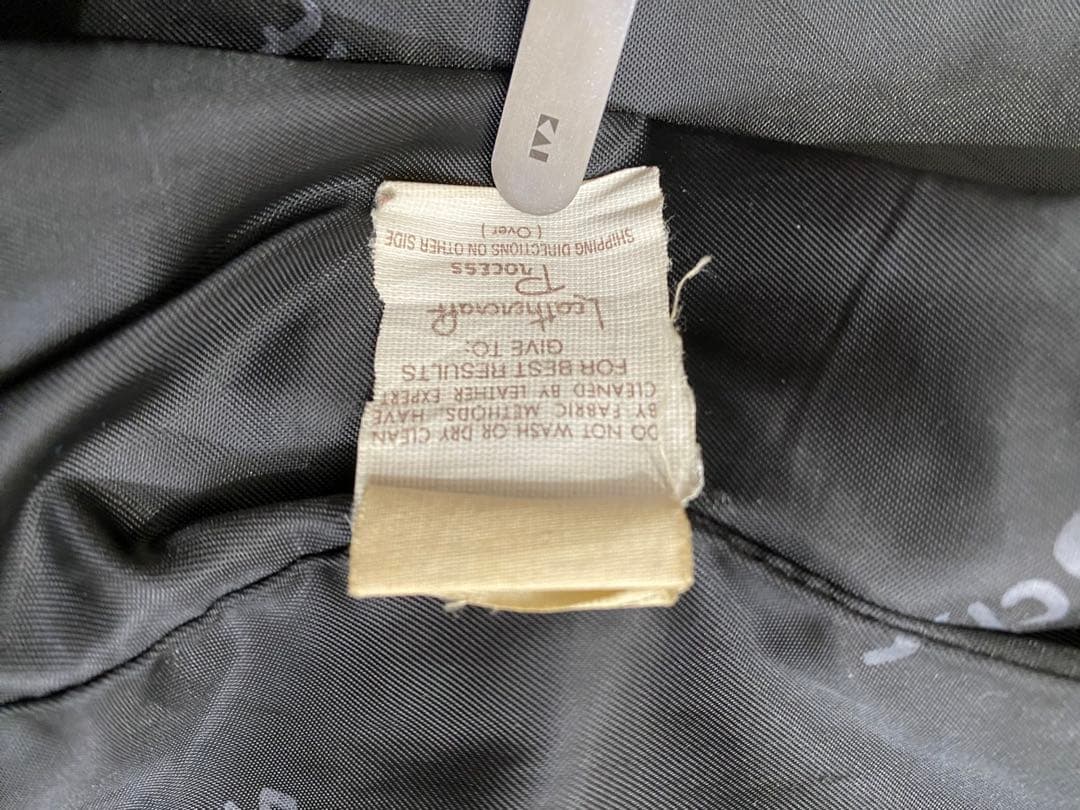 KAI
DO NOT WASH OR DRY CLEAN
BY FABRIC METHODS. HAVE
CLEANED BY LEATHER EXPERT
FOR BEST RESULTS
GIVE TO:
Leathercraft
PROCESS
SHIPPING DIRECTIONS ON OTHER SIDE
(Over)